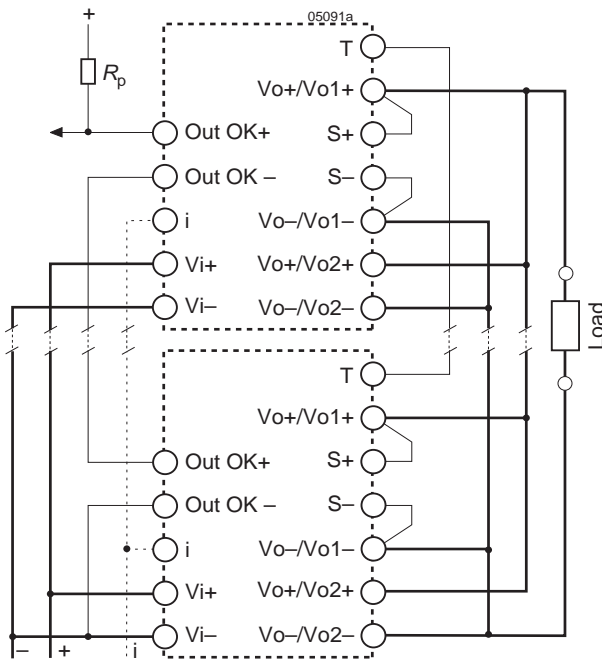 05091a
+
Rp
T
Vo+/Vo1+
Out OK+
S+
Out OK –
S–
i
Vo–/Vo1–
Vi+
Vo+/Vo2+
Vi–
Vo–/Vo2–
Load
T
Vo+/Vo1+
Out OK+
S+
Out OK –
S–
i
Vo–/Vo1–
Vi+
Vo+/Vo2+
Vi–
Vo–/Vo2–
– + i